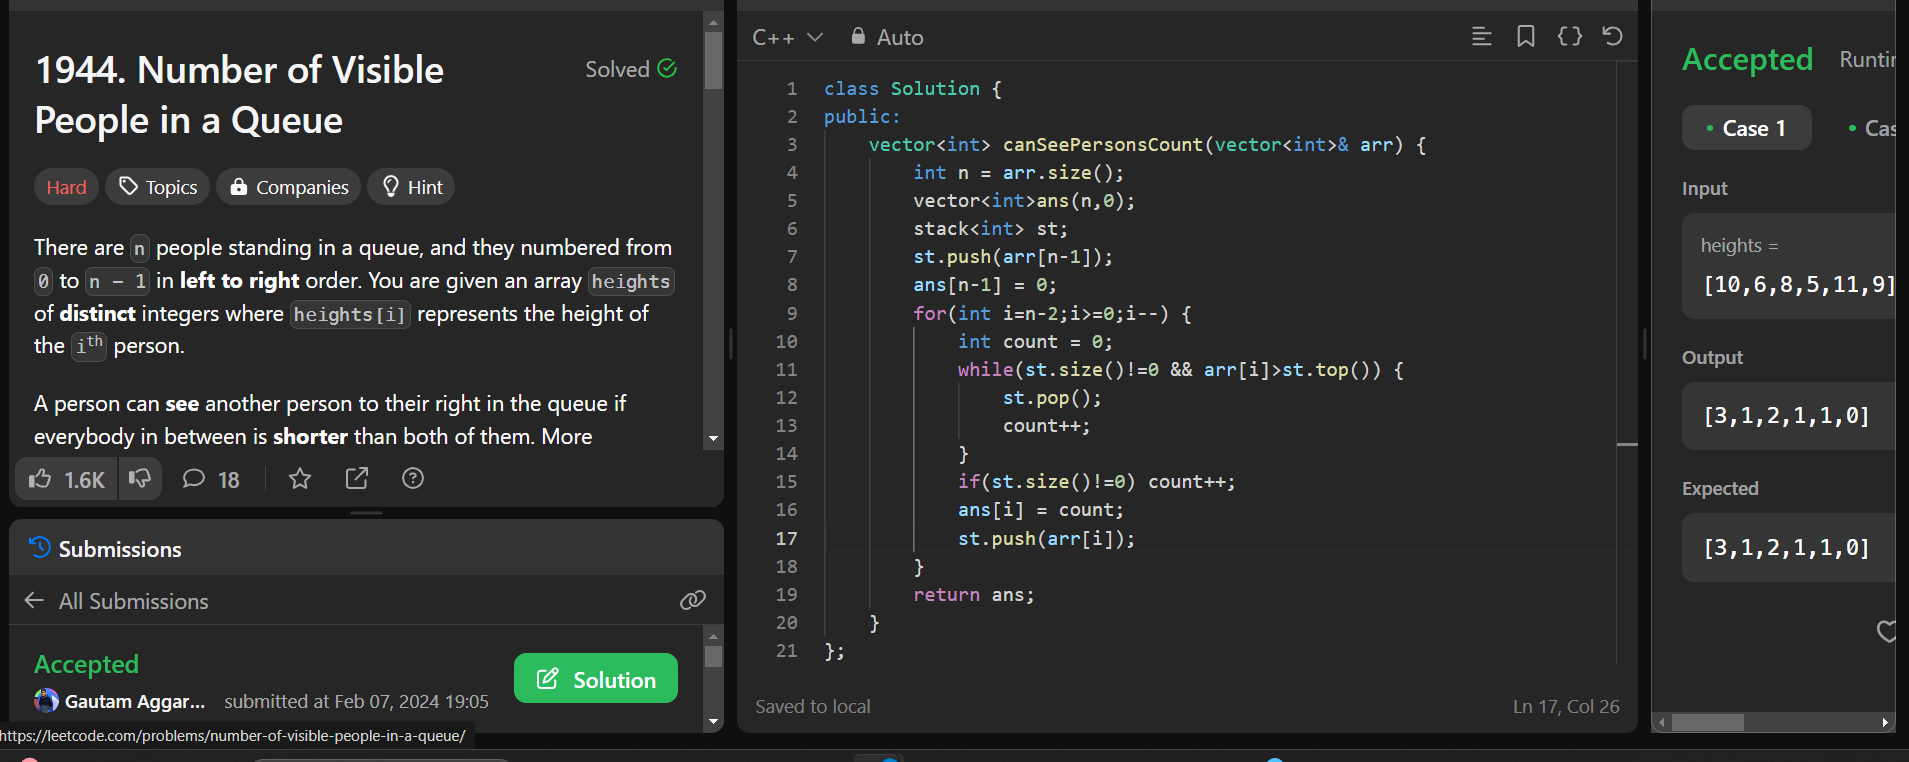 1944. Number of Visible
People in a Queue
Solved
Hard Topics Companies Hint
There are n people standing in a queue, and they numbered from
0 to n - 1 in left to right order. You are given an array heights
of distinct integers where heights[i] represents the height of
the ith person.
A person can see another person to their right in the queue if
everybody in between is shorter than both of them. More
1.6K 18
Submissions
All Submissions
Accepted
Gautam Aggar... submitted at Feb 07, 2024 19:05
Solution
https://leetcode.com/problems/number-of-visible-people-in-a-queue/
C++ Auto
1 class Solution {
2 public:
3 vector<int> canSeePersonsCount(vector<int>& arr) {
4 int n = arr.size();
5 vector<int>ans(n,0);
6 stack<int> st;
7 st.push(arr[n-1]);
8 ans[n-1] = 0;
9 for(int i=n-2;i>=0;i--) {
10 int count = 0;
11 while(st.size()!=0 && arr[i]>st.top()) {
12 st.pop();
13 count++;
14 }
15 if(st.size()!=0) count++;
16 ans[i] = count;
17 st.push(arr[i]);
18 }
19 return ans;
20 }
21 };
Saved to local
Ln 17, Col 26
Accepted
Case 1
Input
heights =
[10,6,8,5,11,9]
Output
[3,1,2,1,1,0]
Expected
[3,1,2,1,1,0]